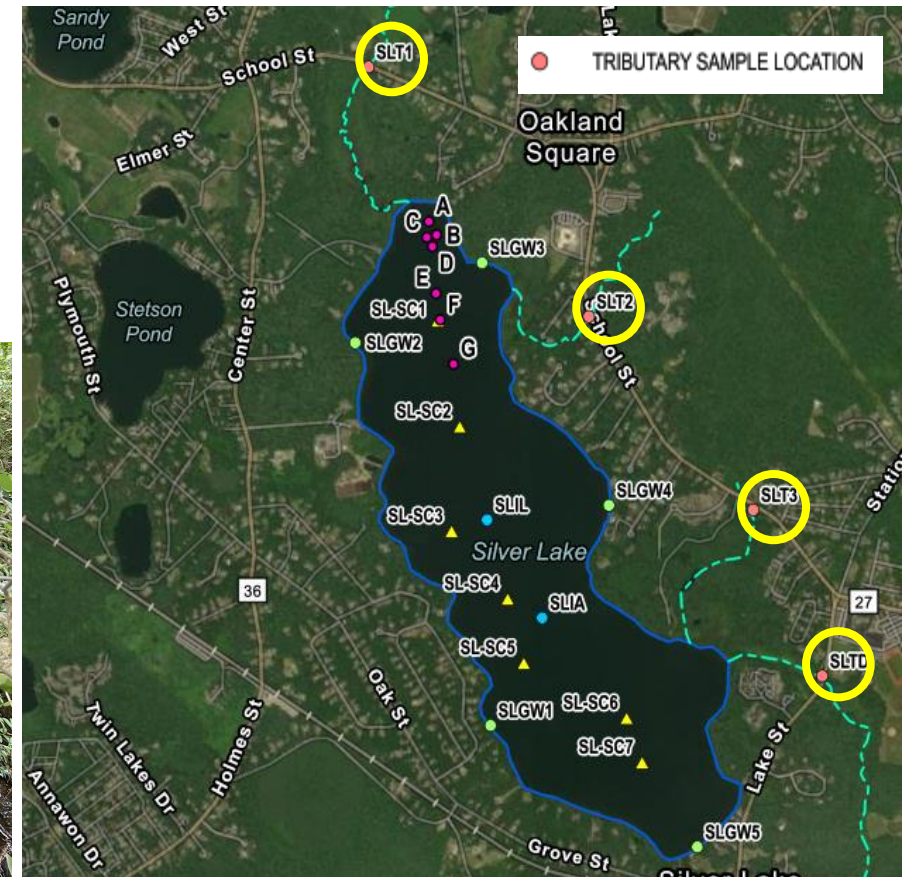 Sandy
Pond
West St
School St
SLT1
TRIBUTARY SAMPLE LOCATION
Elmer St
Oakland
Square
A
C
B
D
SLGW3
E
SL-SC1
F
SLT2
Stetson
Pond
Plymouth St
Center St
SLGW2
G
School St
SL-SC2
SLGW4
SLT3
SL-SC3
SLIL
Silver Lake
36
SL-SC4
SLIA
27
SL-SC5
SLTD
Oak St
SL-SC6
SLGW1
SL-SC7
Twin Lakes Dr
Holmes St
Lake St
Annawon Dr
SLGW5
Grove St
Silver Lake